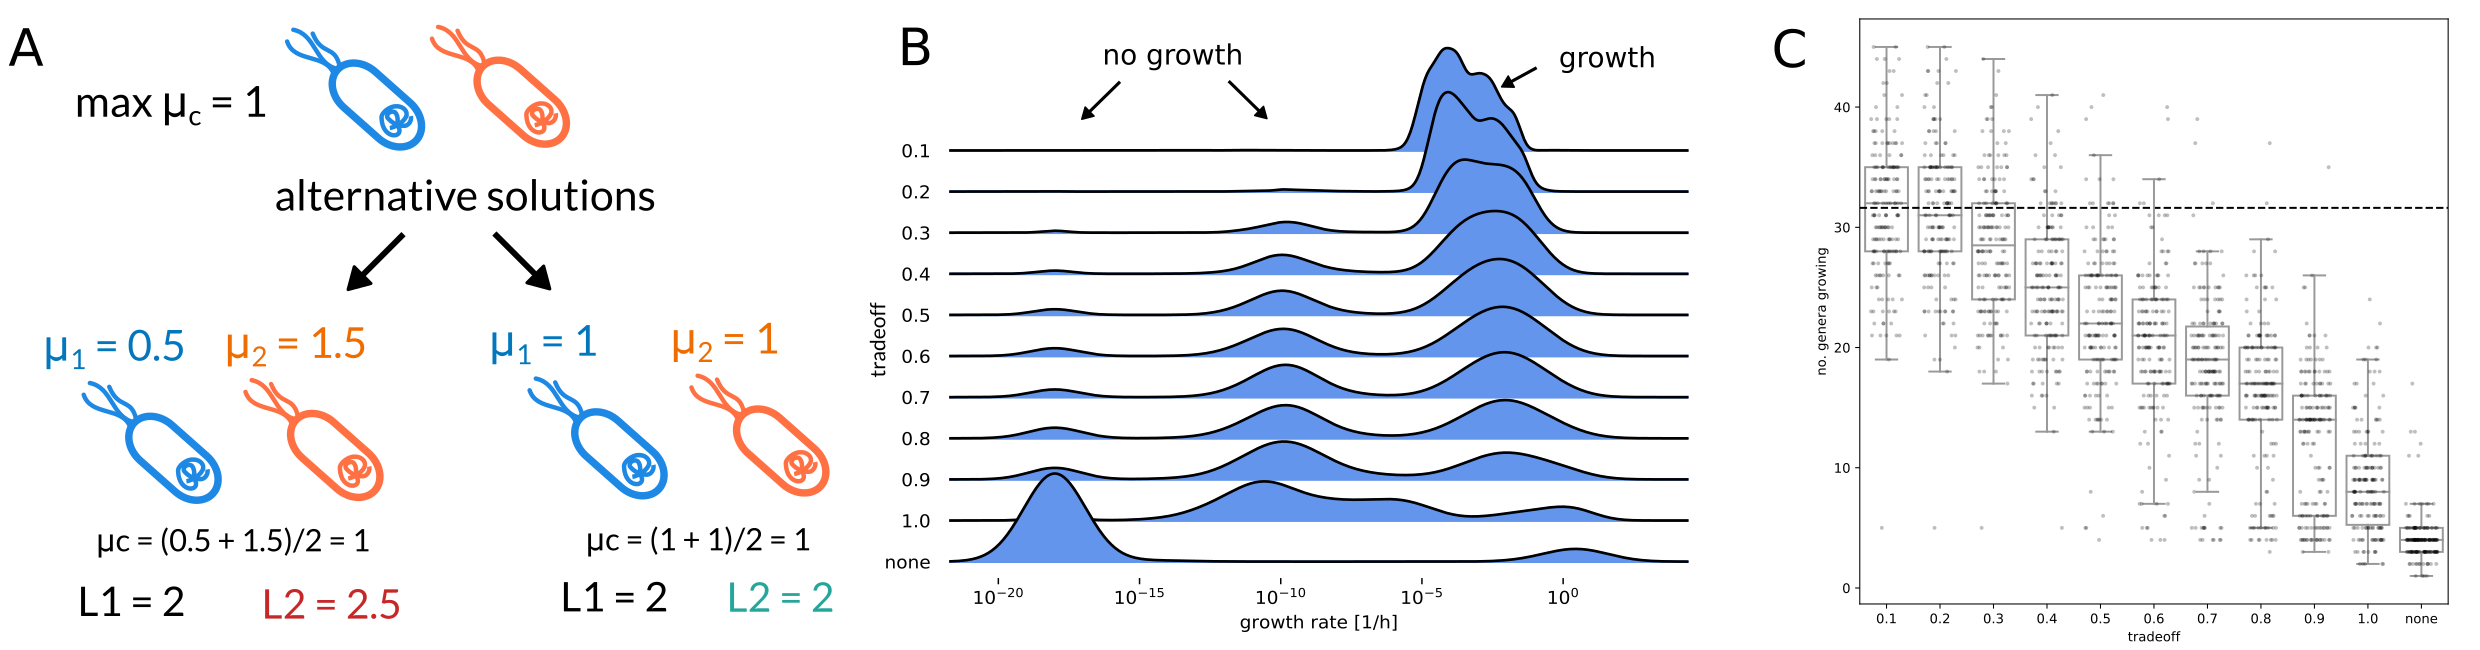 A
max μc = 1
alternative solutions
μ1 = 0.5 μ2 = 1.5 μ1 = 1 μ2 = 1
μc = (0.5 + 1.5)/2 = 1 μc = (1 + 1)/2 = 1
L1 = 2 L2 = 2.5 L1 = 2 L2 = 2
B
no growth growth
tradeoff
0.1
0.2
0.3
0.4
0.5
0.6
0.7
0.8
0.9
1.0
none
10−20 10−15 10−10 10−5 100
growth rate [1/h]
C
no. genera growing
40
30
20
10
0
0.1 0.2 0.3 0.4 0.5 0.6 0.7 0.8 0.9 1.0 none
tradeoff